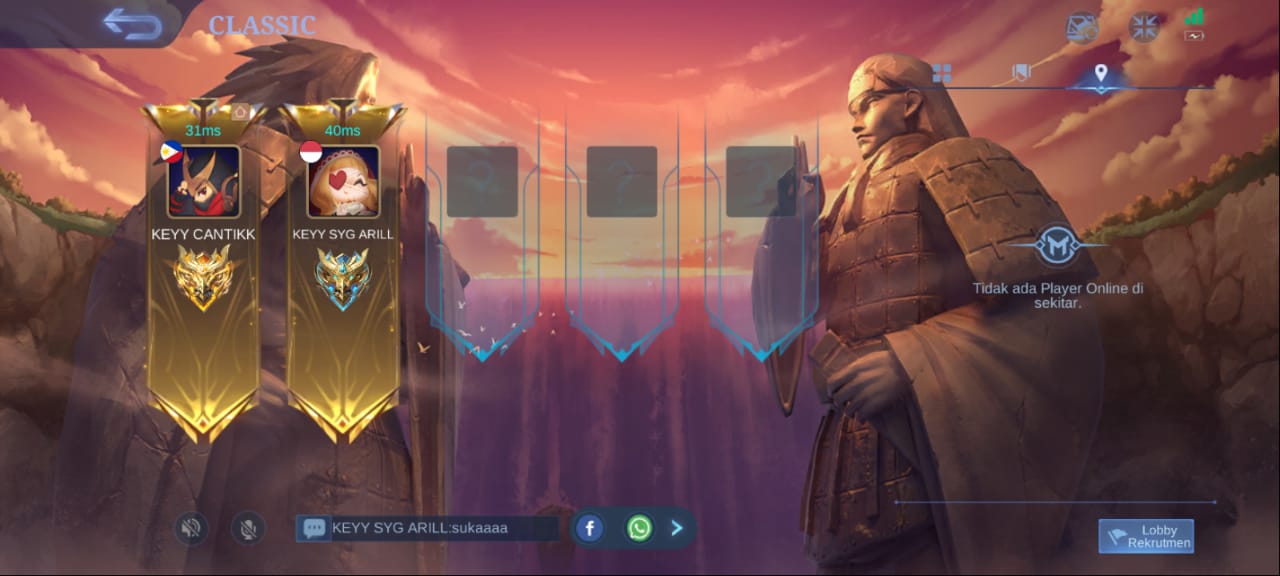 CLASSIC
31ms
40ms
KEYY CANTIKK
KEYY SYG ARILL
Tidak ada Player Online di
sekitar.
KEYY SYG ARILL:sukaaaa
Lobby
Rekrutmen